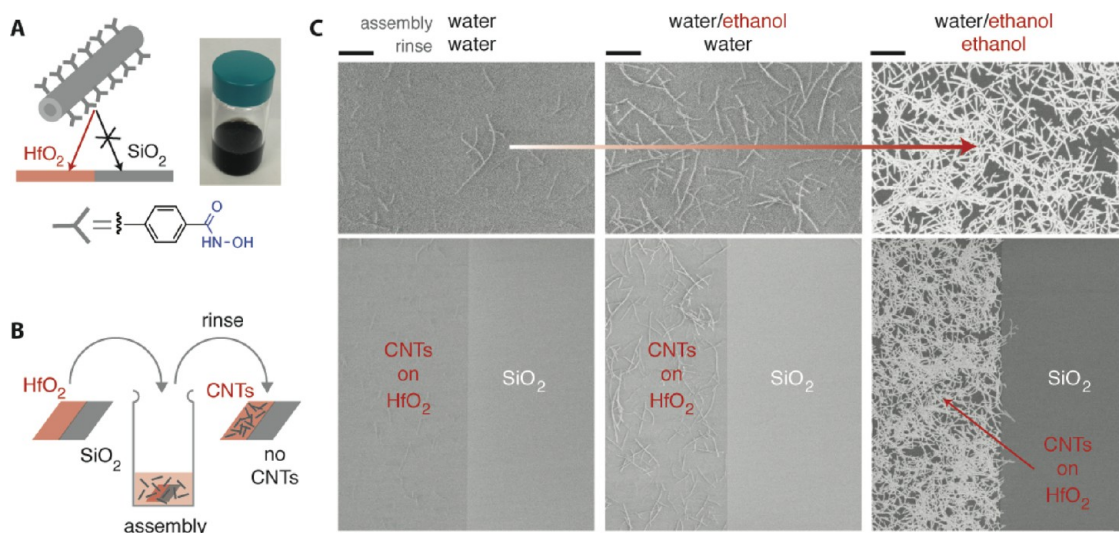 A
HfO2
SiO2
O
HN–OH
B
rinse
HfO2
CNTs
SiO2
no
CNTs
assembly
C
assembly water
rinse water
water/ethanol
water
water/ethanol
ethanol
CNTs
on
HfO2
SiO2
CNTs
on
HfO2
SiO2
SiO2
CNTs
on
HfO2